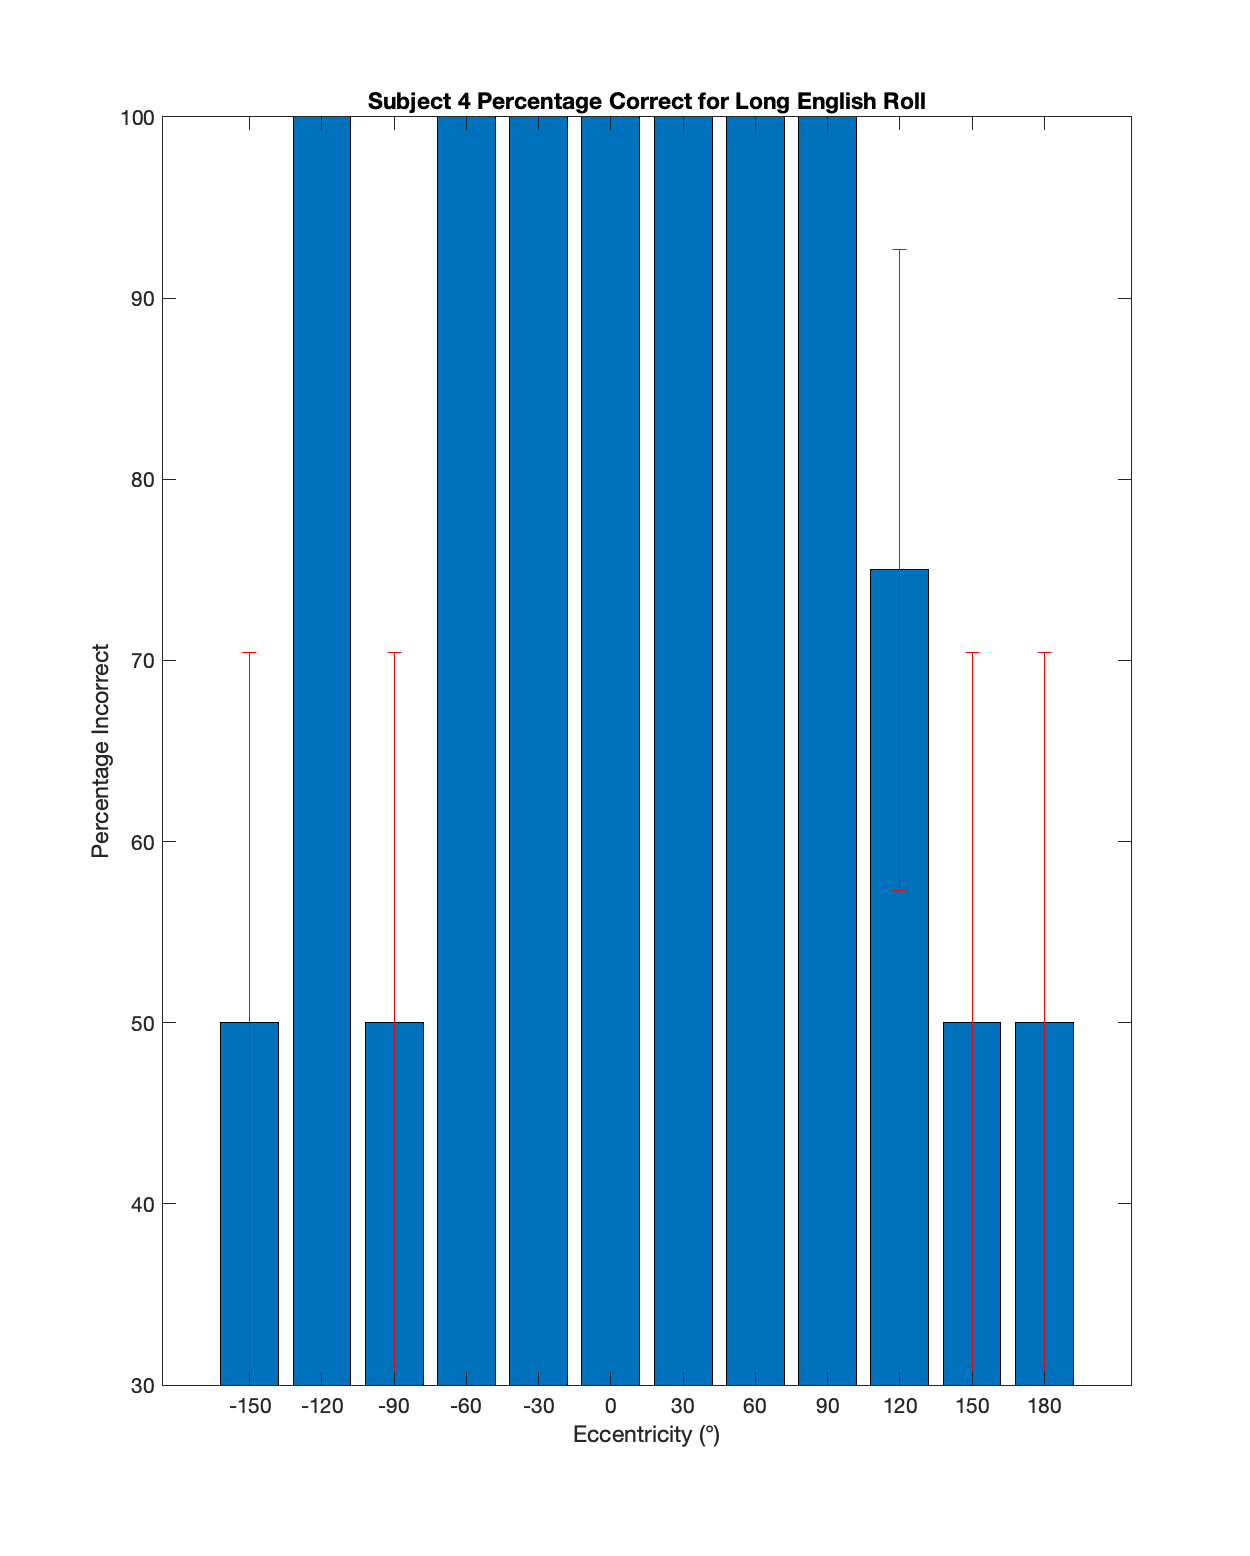 Subject 4 Percentage Correct for Long English Roll
100
90
80
70
60
50
40
30
Percentage Incorrect
-150 -120 -90 -60 -30 0 30 60 90 120 150 180
Eccentricity (°)